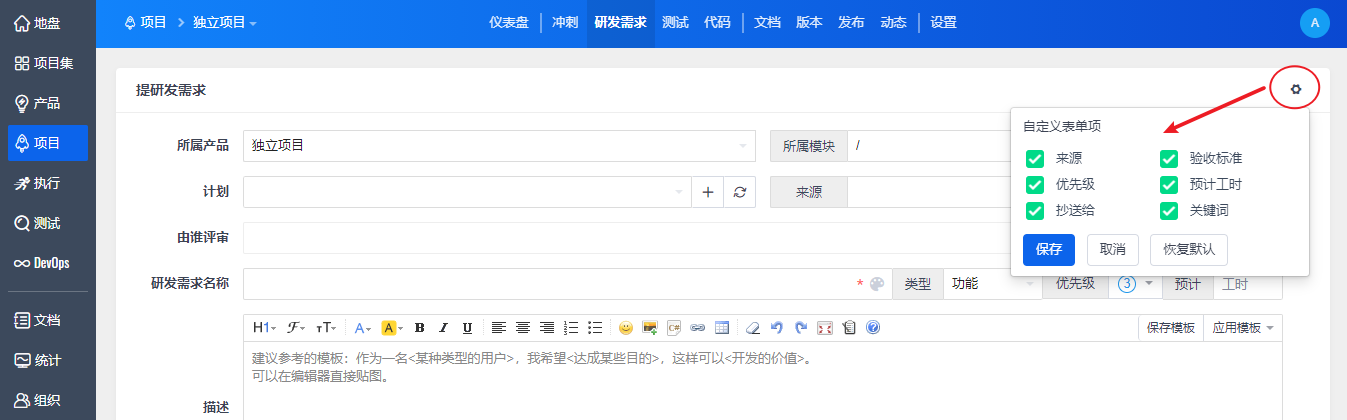 地盘
项目集
产品
项目
执行
测试
DevOps
文档
统计
组织
项目 > 独立项目
仪表盘 冲刺 研发需求 测试 代码 文档 版本 发布 动态 设置
A
提研发需求
自定义表单项
来源 验收标准
优先级 预计工时
抄送给 关键词
保存 取消 恢复默认
所属产品 独立项目 所属模块 /
计划 来源
由谁评审
研发需求名称 * 类型 功能 优先级 3 预计 工时
H1 F TT A A B I U C# 保存模板 应用模板
描述
建议参考的模板：作为一名<某种类型的用户>，我希望<达成某些目的>，这样可以<开发的价值>。
可以在编辑器直接贴图。